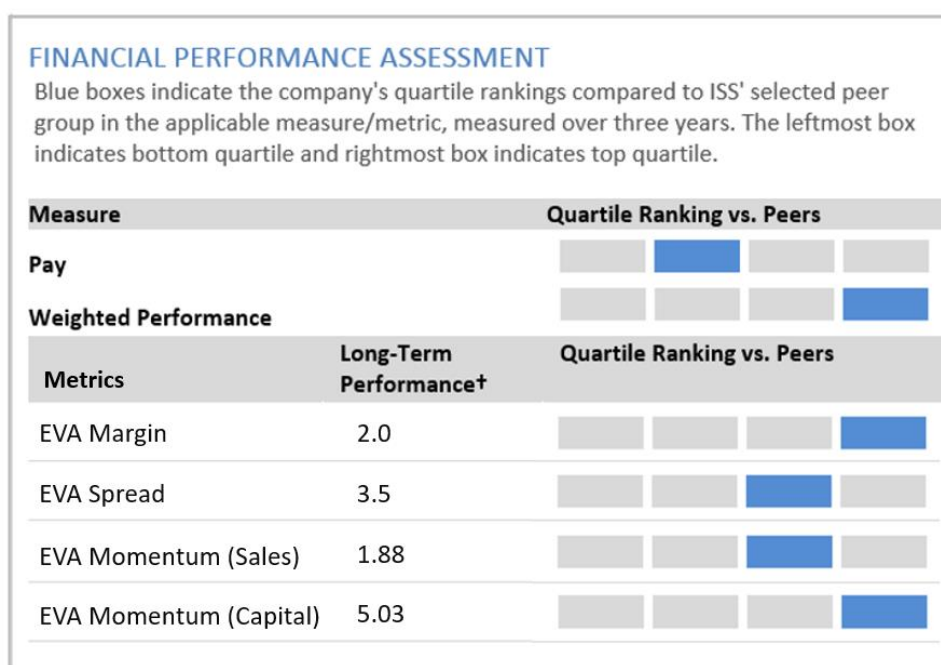 FINANCIAL PERFORMANCE ASSESSMENT
Blue boxes indicate the company's quartile rankings compared to ISS' selected peer
group in the applicable measure/metric, measured over three years. The leftmost box
indicates bottom quartile and rightmost box indicates top quartile.
Measure Quartile Ranking vs. Peers
Pay
Weighted Performance
Metrics Long-Term Performance† Quartile Ranking vs. Peers
EVA Margin 2.0
EVA Spread 3.5
EVA Momentum (Sales) 1.88
EVA Momentum (Capital) 5.03